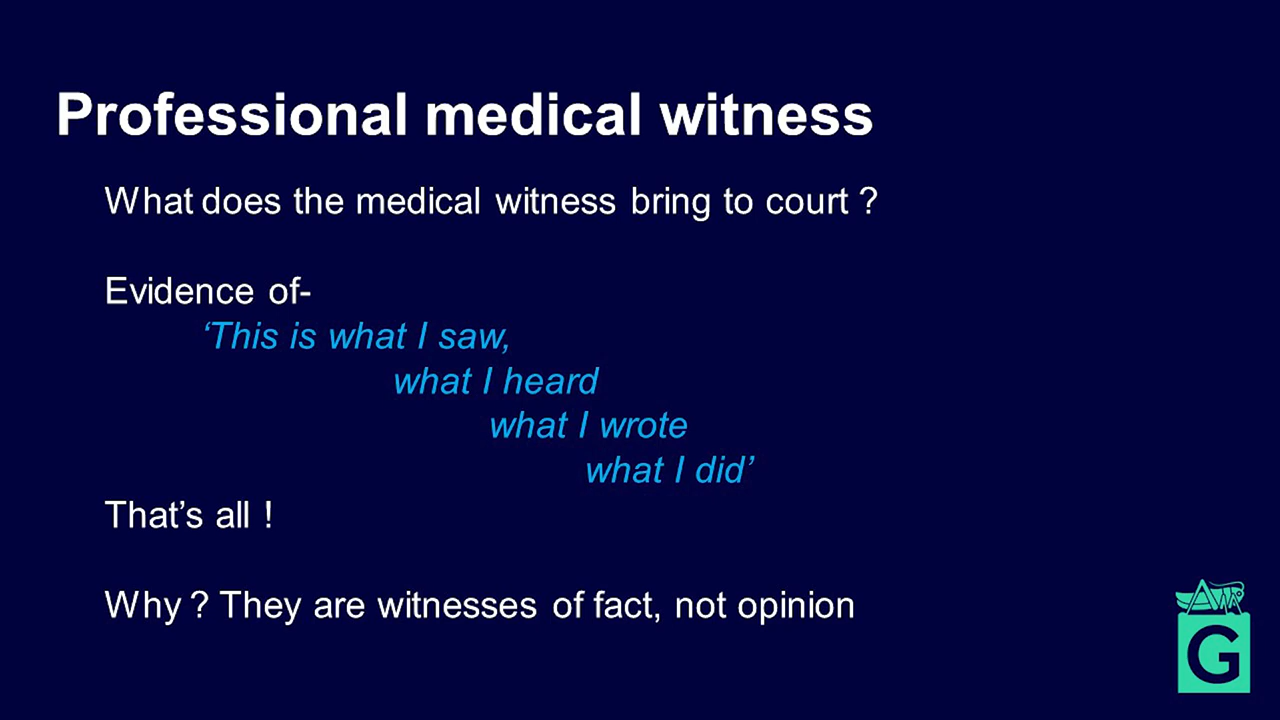 Professional medical witness
What does the medical witness bring to court ?
Evidence of-
‘This is what I saw,
what I heard
what I wrote
what I did’
That’s all !
Why ? They are witnesses of fact, not opinion
G